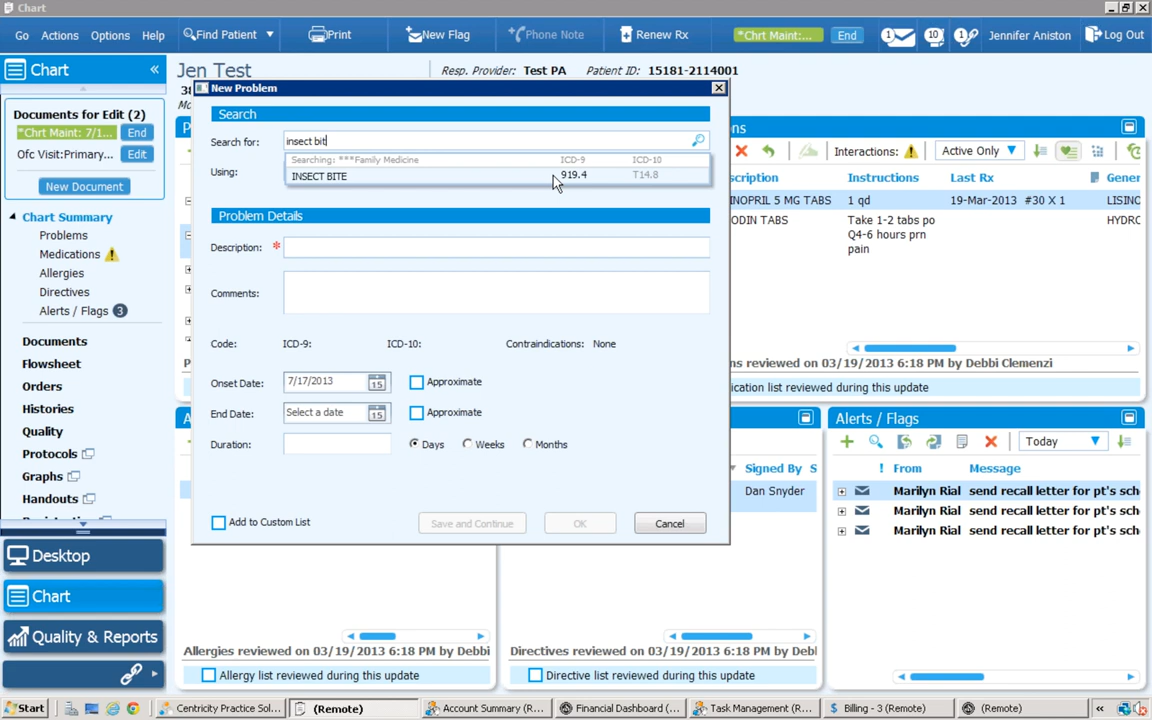 Chart
Go Actions Options Help Find Patient Print New Flag Phone Note Renew Rx *Chrt Maint:... End 1 10 1 Jennifer Aniston Log Out
Chart «
Jen Test Resp. Provider: Test PA Patient ID: 15181-2114001
Documents for Edit (2)
*Chrt Maint: 7/1... End
Ofc Visit:Primary... Edit
New Document
Chart Summary
Problems
Medications
Allergies
Directives
Alerts / Flags 3
Documents
Flowsheet
Orders
Histories
Quality
Protocols
Graphs
Handouts
Desktop
Chart
Quality & Reports
New Problem
Search
Search for: insect bit
Searching: ***Family Medicine ICD-9 ICD-10
Using: INSECT BITE 919.4 T14.8
Problem Details
Description: *
Comments:
Code: ICD-9: ICD-10: Contraindications: None
Onset Date: 7/17/2013 15 Approximate
End Date: Select a date 15 Approximate
Duration: Days Weeks Months
Add to Custom List Save and Continue OK Cancel
ons
Interactions: Active Only
scription Instructions Last Rx Gener
NOPRIL 5 MG TABS 1 qd 19-Mar-2013 #30 X 1 LISINO
ODIN TABS Take 1-2 tabs po HYDRO
Q4-6 hours prn
pain
ns reviewed on 03/19/2013 6:18 PM by Debbi Clemenzi
ication list reviewed during this update
Signed By S
Dan Snyder
Alerts / Flags
Today
! From Message
Marilyn Rial send recall letter for pt's sch
Marilyn Rial send recall letter for pt's sch
Marilyn Rial send recall letter for pt's sch
Allergies reviewed on 03/19/2013 6:18 PM by Debbi
Allergy list reviewed during this update
Directives reviewed on 03/19/2013 6:18 PM by Debl
Directive list reviewed during this update
Start Centricity Practice Sol... (Remote) Account Summary (R... Financial Dashboard (... Task Management (R... Billing - 3 (Remote) (Remote) «